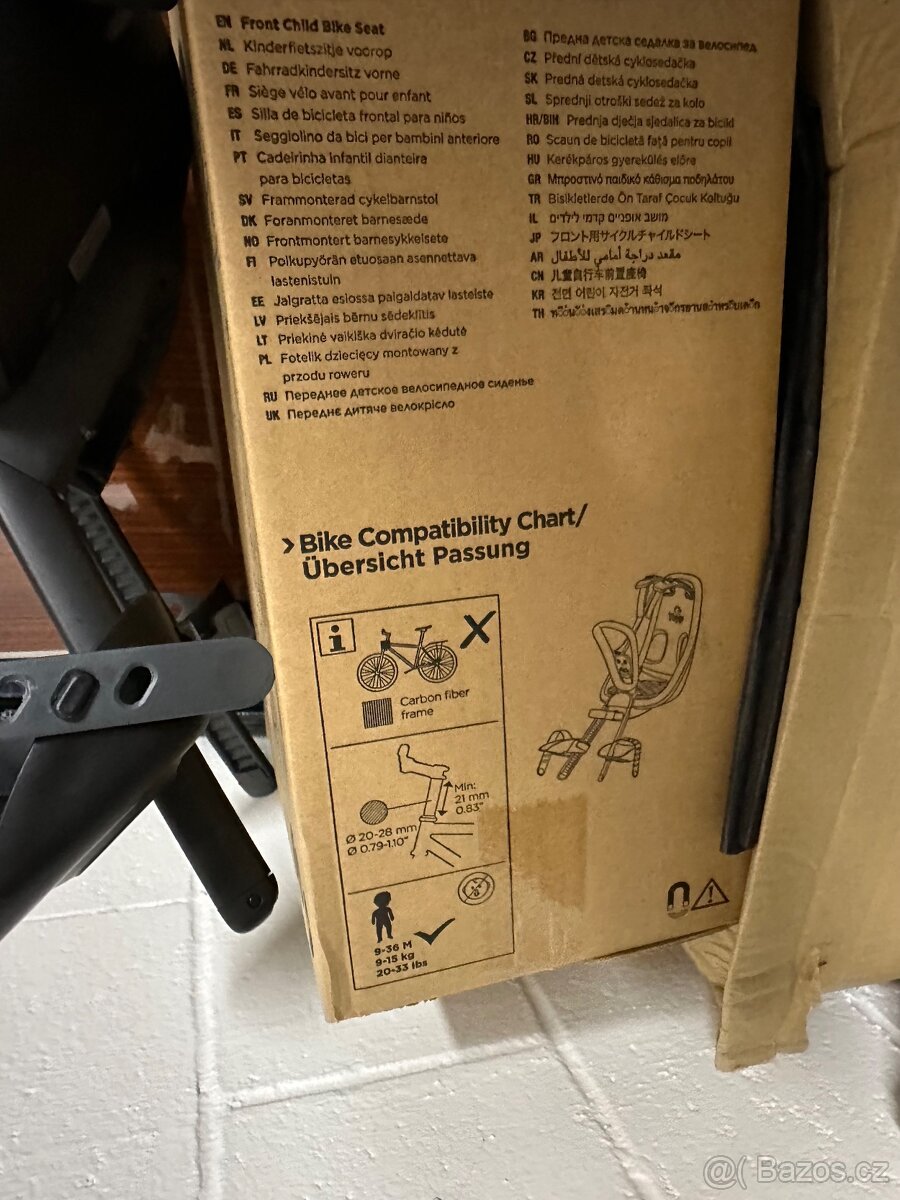 EN Front Child Bike Seat
NL Kinderfietszitje voorop
DE Fahrradkindersitz vorne
FR Siège vélo avant pour enfant
ES Silla de bicicleta frontal para niños
IT Seggiolino da bici per bambini anteriore
PT Cadeirinha infantil dianteira
para bicicletas
SV Frammonterad cykelbarnstol
DK Foranmonteret barnesæde
NO Frontmontert barnesykkelsete
FI Polkupyörän etuosaan asennettava
lastenistuin
EE Jalgratta esiossa paigaldatav lasteiste
LV Priekšējais bērnu sēdeklītis
LT Priekinė vaikiška dviračio kėdutė
PL Fotelik dziecięcy montowany z
przodu roweru
RU Переднее детское велосипедное сиденье
UK Переднє дитяче велокрісло
BG Предна детска седалка за велосипед
CZ Přední dětská cyklosedačka
SK Predná detská cyklosedačka
SL Sprednji otroški sedež za kolo
HR/BIH Prednja dječja sjedalica za bicikl
RO Scaun de bicicletă față pentru copii
HU Kerékpáros gyerekülés előre
GR Μπροστινό παιδικό κάθισμα ποδηλάτου
TR Bisikletlerde Ön Taraf Çocuk Koltuğu
IL מושב אופניים קדמי לילדים
JP フロント用サイクルチャイルドシート
AR مقعد دراجة أمامي للأطفال
CN 儿童自行车前置座椅
KR 전면 어린이 자전거 좌석
TH
> Bike Compatibility Chart/
Übersicht Passung
i
X
Carbon fiber
frame
Min:
21 mm
0.83"
Ø 20-28 mm
Ø 0.79-1.10"
9-36 M
9-15 kg
20-33 lbs
@( Bazos.cz